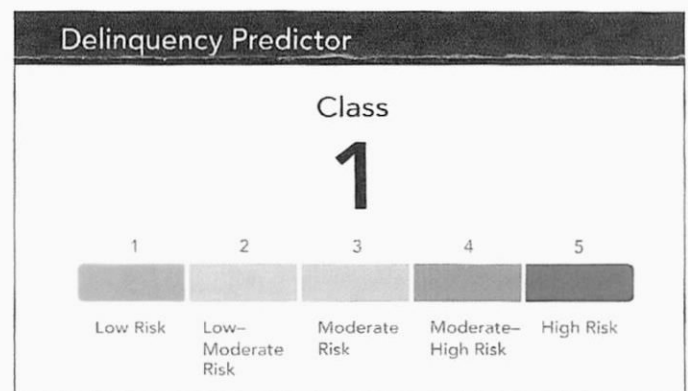 Delinquency Predictor
Class
1
1 2 3 4 5
Low Risk Low– Moderate Moderate– High Risk
Moderate Risk High Risk
Risk